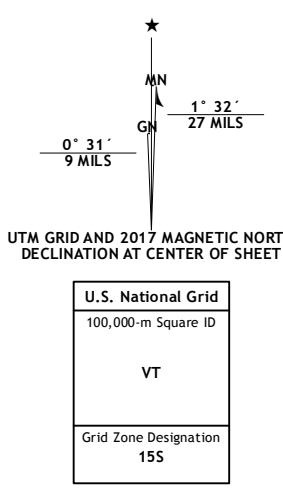 ★
MN
1° 32´
27 MILS
GN
0° 31´
9 MILS
UTM GRID AND 2017 MAGNETIC NORT
DECLINATION AT CENTER OF SHEET
U.S. National Grid
100,000-m Square ID
VT
Grid Zone Designation
15S